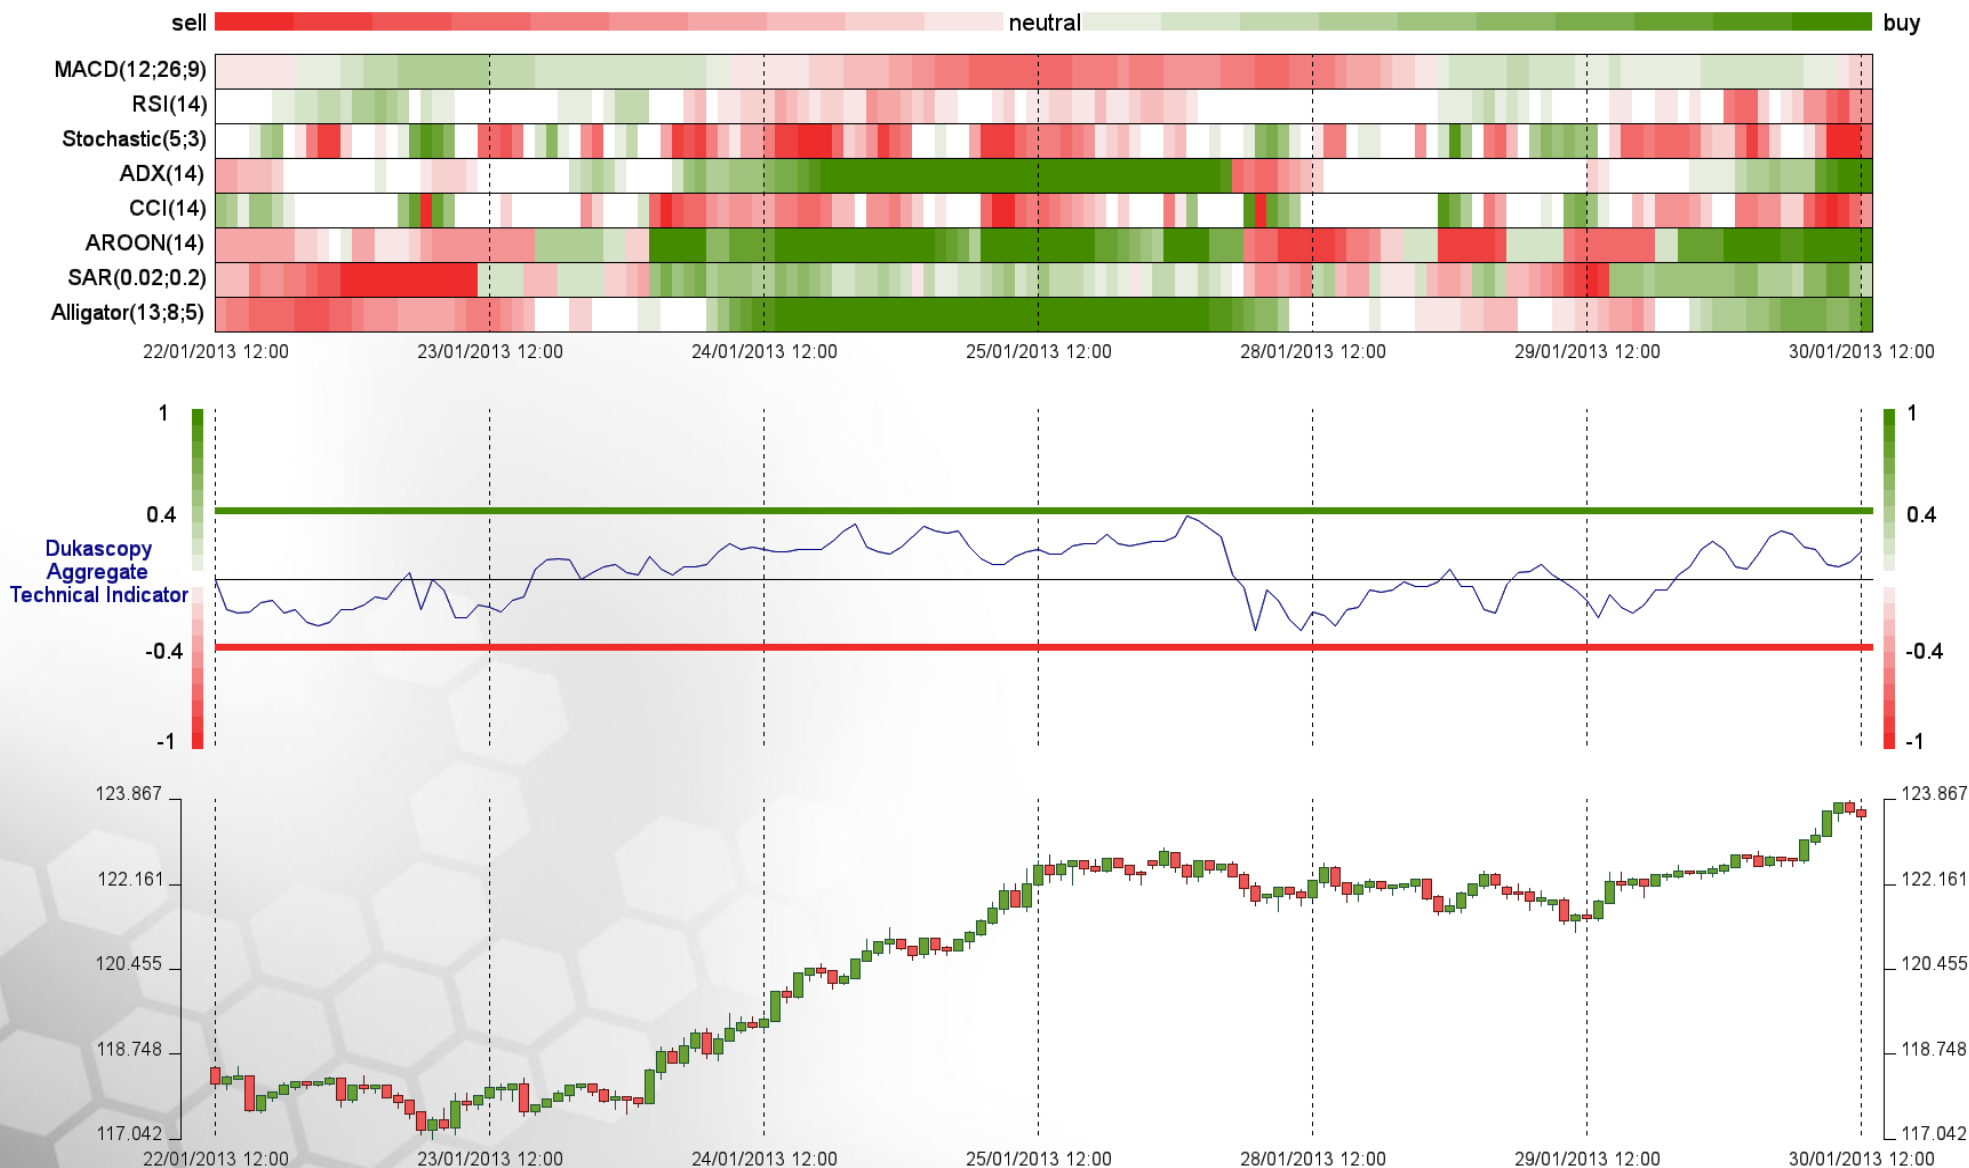 sell neutral buy
MACD(12;26;9)
RSI(14)
Stochastic(5;3)
ADX(14)
CCI(14)
AROON(14)
SAR(0.02;0.2)
Alligator(13;8;5)
22/01/2013 12:00 23/01/2013 12:00 24/01/2013 12:00 25/01/2013 12:00 28/01/2013 12:00 29/01/2013 12:00 30/01/2013 12:00
1 1
0.4 0.4
Dukascopy
Aggregate
Technical Indicator
-0.4 -0.4
-1 -1
123.867 123.867
122.161 122.161
120.455 120.455
118.748 118.748
117.042 117.042
22/01/2013 12:00 23/01/2013 12:00 24/01/2013 12:00 25/01/2013 12:00 28/01/2013 12:00 29/01/2013 12:00 30/01/2013 12:00